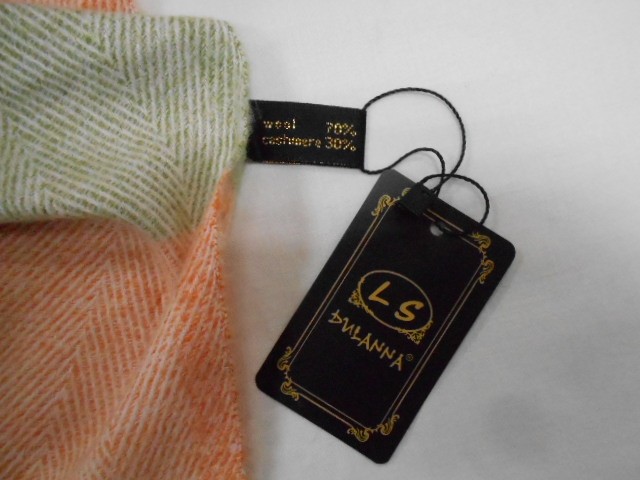 wool 70%
cashmere 30%
LS
DULANNA®